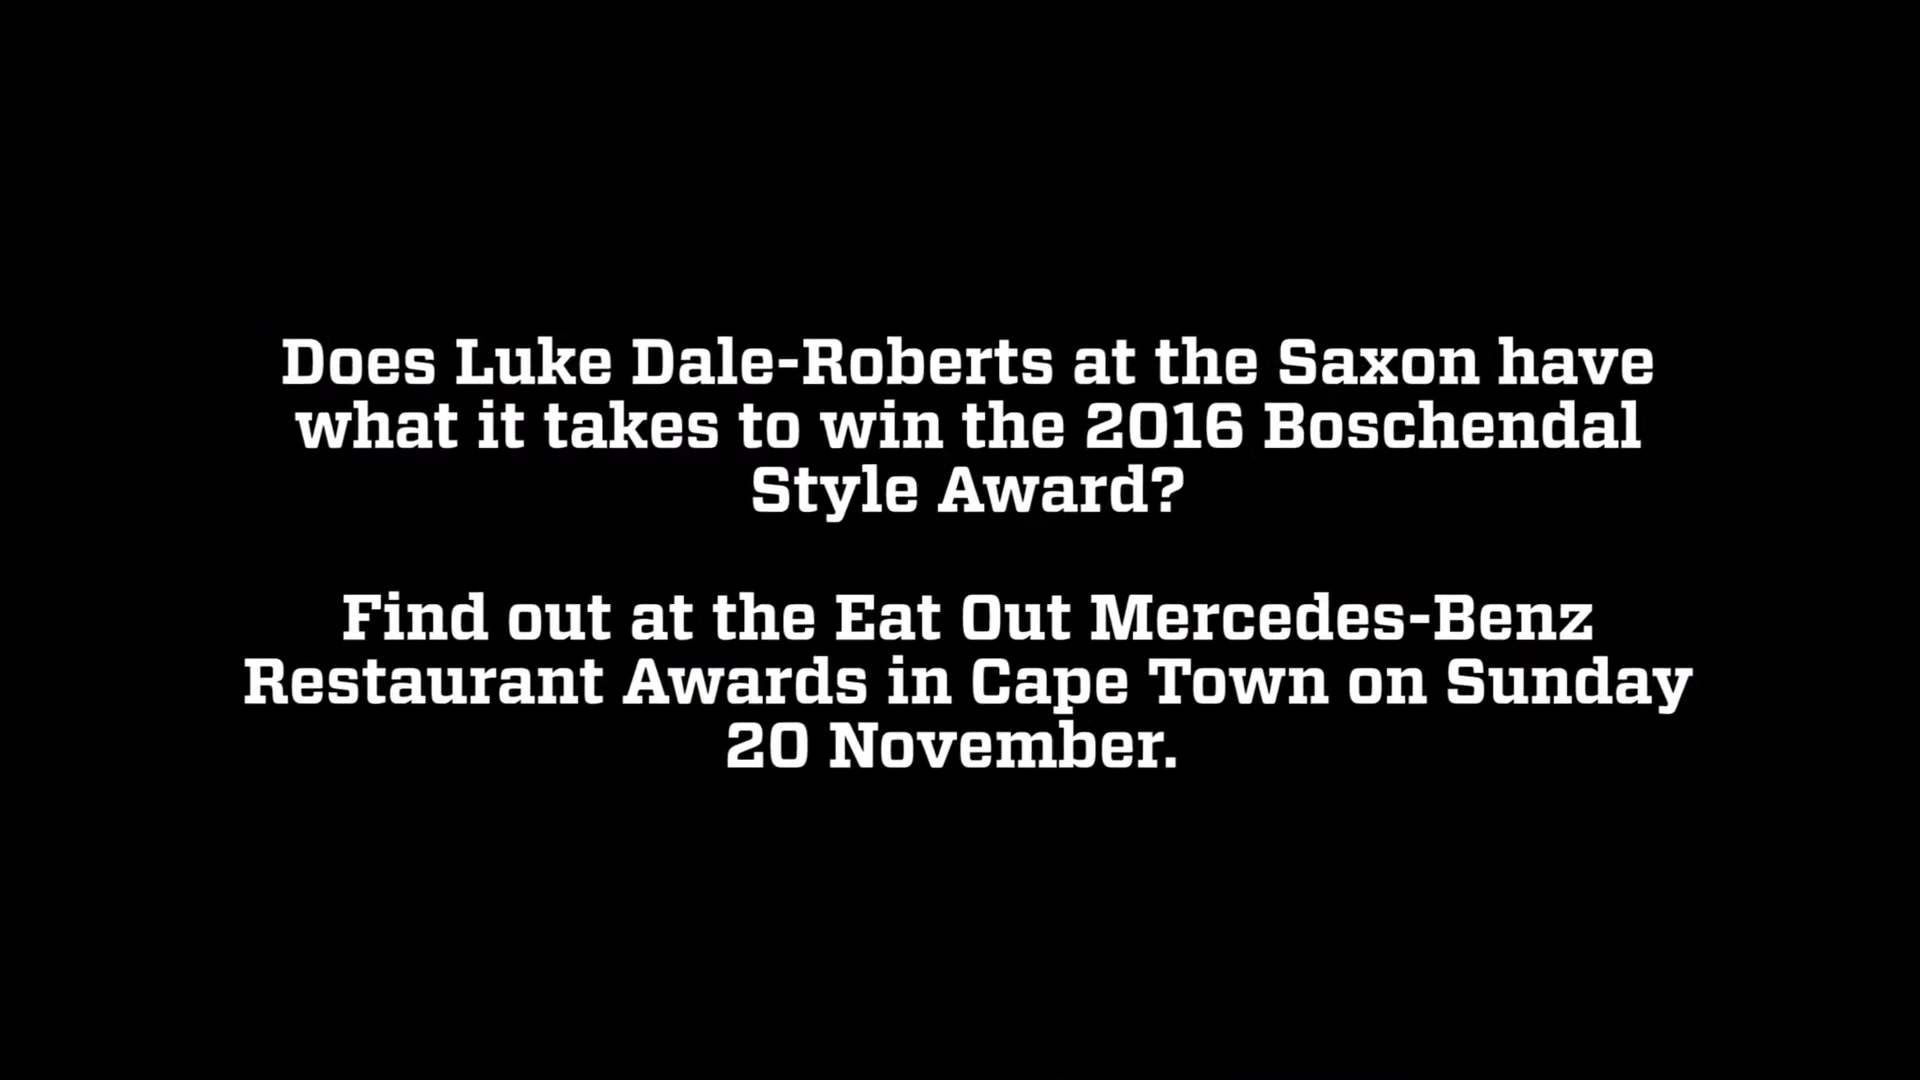 Does Luke Dale-Roberts at the Saxon have
what it takes to win the 2016 Boschendal
Style Award?
Find out at the Eat Out Mercedes-Benz
Restaurant Awards in Cape Town on Sunday
20 November.